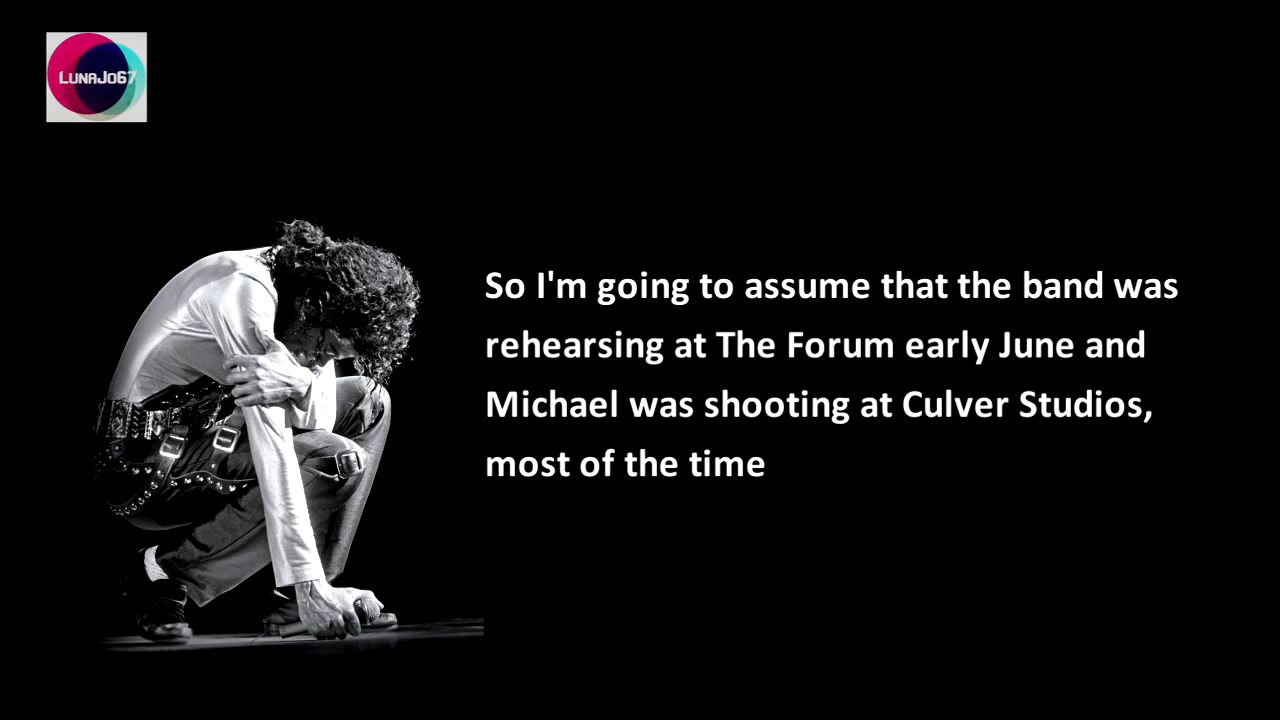 LunaJo67
So I'm going to assume that the band was
rehearsing at The Forum early June and
Michael was shooting at Culver Studios,
most of the time